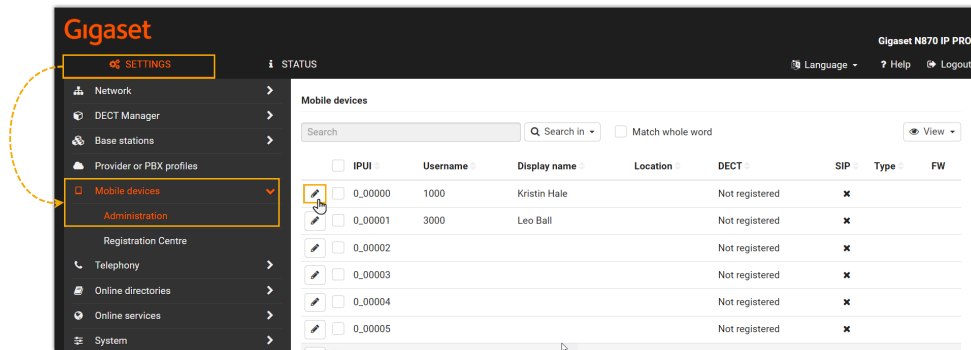 Gigaset
Gigaset N870 IP PRO
SETTINGS
STATUS
Language
? Help
Logout
Network
DECT Manager
Base stations
Provider or PBX profiles
Mobile devices
Administration
Registration Centre
Telephony
Online directories
Online services
System
Mobile devices
Search
Search in
Match whole word
View
IPUI Username Display name Location DECT SIP Type FW
0_00000 1000 Kristin Hale Not registered
0_00001 3000 Leo Ball Not registered
0_00002 Not registered
0_00003 Not registered
0_00004 Not registered
0_00005 Not registered